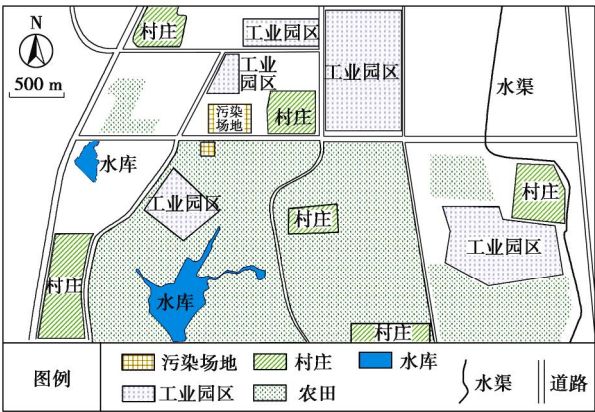 N
500 m
村庄
工业园区
工业
园区
工业园区
水渠
污染
场地
村庄
水库
村庄
工业园区
村庄
工业园区
村庄
水库
村庄
图例
污染场地
村庄
水库
工业园区
农田
水渠
道路